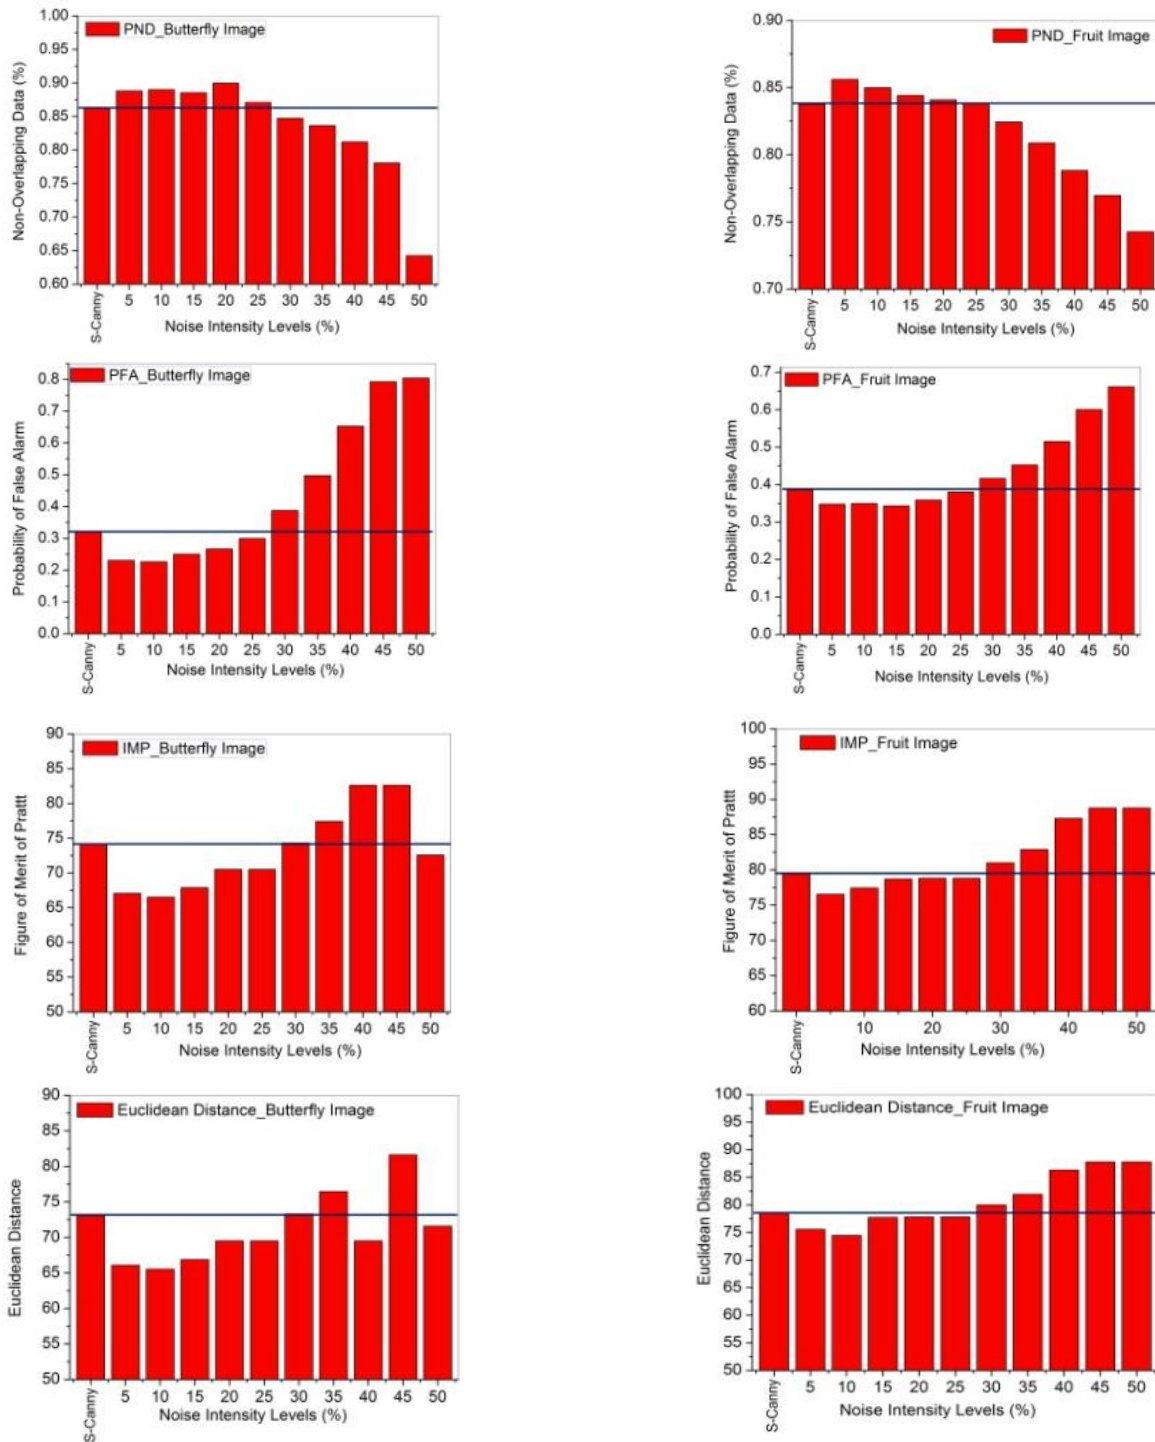 PND_Butterfly Image
Non-Overlapping Data (%)
1.00
0.95
0.90
0.85
0.80
0.75
0.70
0.65
0.60
S-Canny 5 10 15 20 25 30 35 40 45 50
Noise Intensity Levels (%)
PND_Fruit Image
Non-Overlapping Data (%)
0.90
0.85
0.80
0.75
0.70
S-Canny 5 10 15 20 25 30 35 40 45 50
Noise Intensity Levels (%)
PFA_Butterfly Image
Probability of False Alarm
0.8
0.7
0.6
0.5
0.4
0.3
0.2
0.1
0.0
S-Canny 5 10 15 20 25 30 35 40 45 50
Noise Intensity Levels (%)
PFA_Fruit Image
Probability of False Alarm
0.7
0.6
0.5
0.4
0.3
0.2
0.1
0.0
S-Canny 5 10 15 20 25 30 35 40 45 50
Noise Intensity Levels (%)
IMP_Butterfly Image
Figure of Merit of Prattt
90
85
80
75
70
65
60
55
50
S-Canny 5 10 15 20 25 30 35 40 45 50
Noise Intensity Levels (%)
IMP_Fruit Image
Figure of Merit of Prattt
100
95
90
85
80
75
70
65
60
S-Canny 10 20 30 40 50
Noise Intensity Levels (%)
Euclidean Distance_Butterfly Image
Euclidean Distance
90
85
80
75
70
65
60
55
50
S-Canny 5 10 15 20 25 30 35 40 45 50
Noise Intensity Levels (%)
Euclidean Distance_Fruit Image
Euclidean Distance
100
95
90
85
80
75
70
65
60
55
50
S-Canny 5 10 15 20 25 30 35 40 45 50
Noise Intensity Levels (%)